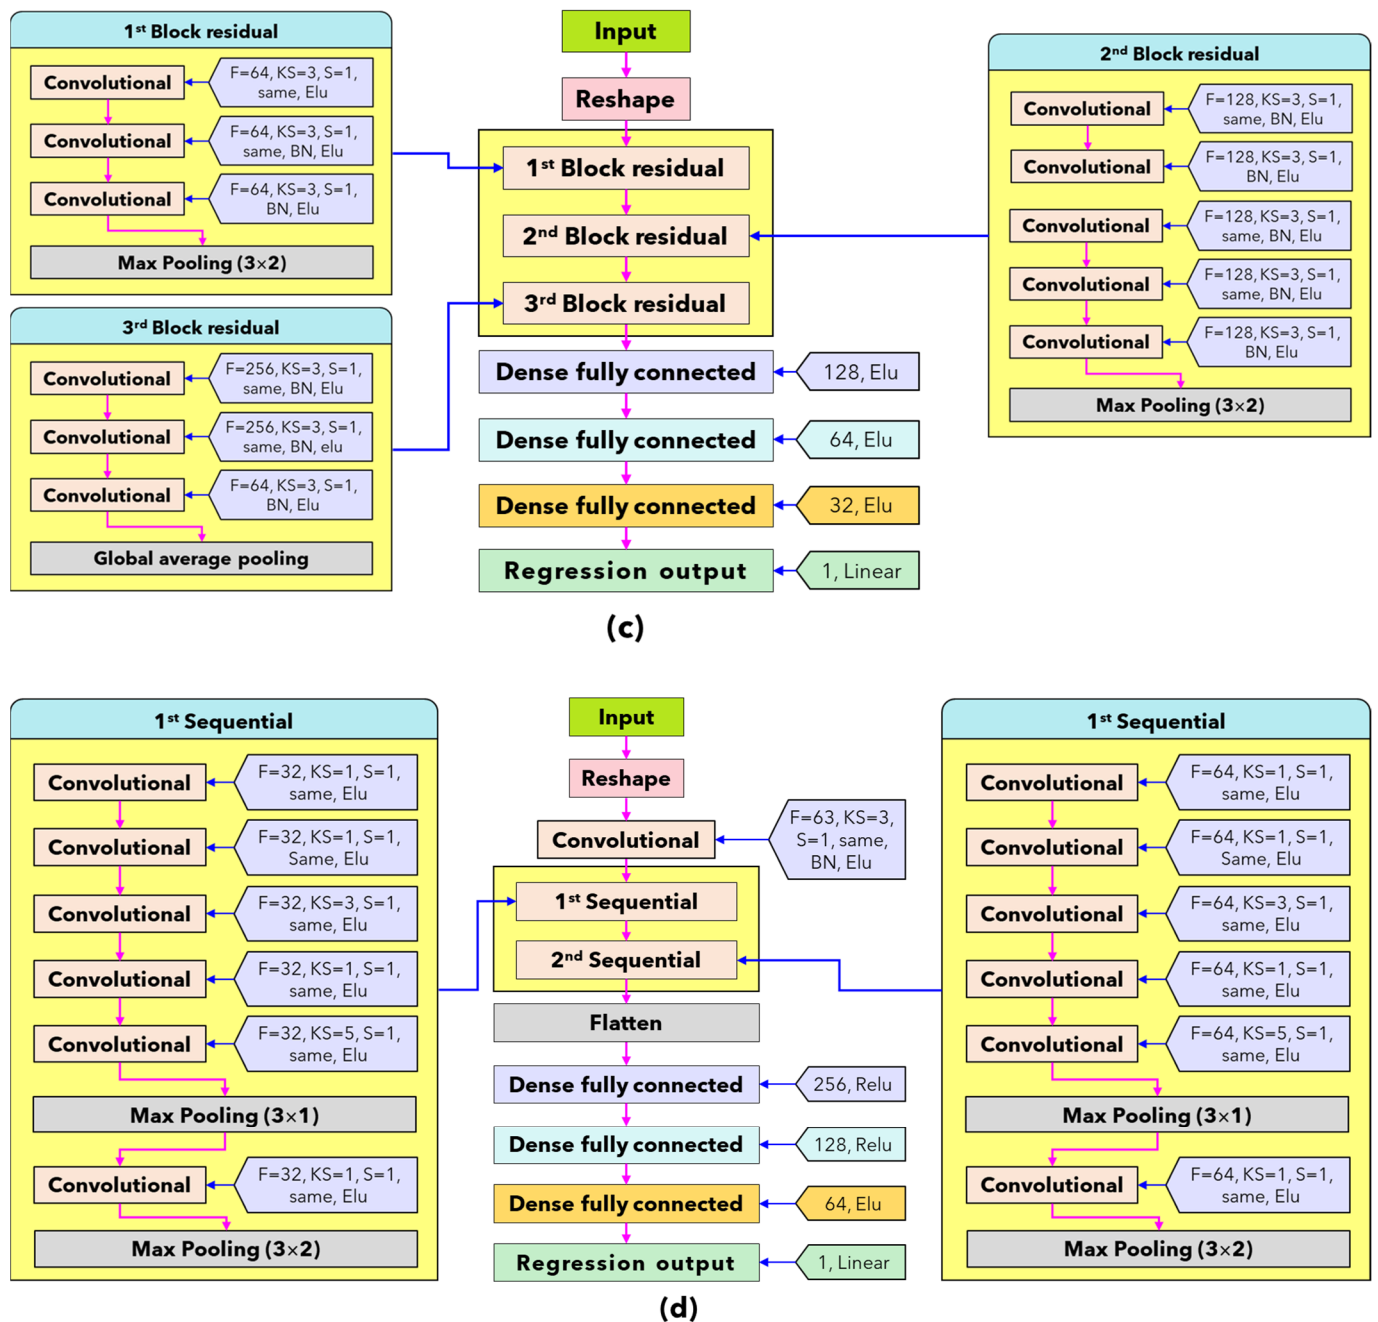 1st Block residual
Convolutional
F=64, KS=3, S=1,
same, Elu
Convolutional
F=64, KS=3, S=1,
same, BN, Elu
Convolutional
F=64, KS=3, S=1,
BN, Elu
Max Pooling (3×2)
3rd Block residual
Convolutional
F=256, KS=3, S=1,
same, BN, Elu
Convolutional
F=256, KS=3, S=1,
same, BN, elu
Convolutional
F=64, KS=3, S=1,
BN, Elu
Global average pooling
Input
Reshape
1st Block residual
2nd Block residual
3rd Block residual
Dense fully connected
128, Elu
Dense fully connected
64, Elu
Dense fully connected
32, Elu
Regression output
1, Linear
2nd Block residual
Convolutional
F=128, KS=3, S=1,
same, BN, Elu
Convolutional
F=128, KS=3, S=1,
BN, Elu
Convolutional
F=128, KS=3, S=1,
same, BN, Elu
Convolutional
F=128, KS=3, S=1,
same, BN, Elu
Convolutional
F=128, KS=3, S=1,
BN, Elu
Max Pooling (3×2)
(c)
1st Sequential
Convolutional
F=32, KS=1, S=1,
same, Elu
Convolutional
F=32, KS=1, S=1,
Same, Elu
Convolutional
F=32, KS=3, S=1,
same, Elu
Convolutional
F=32, KS=1, S=1,
same, Elu
Convolutional
F=32, KS=5, S=1,
same, Elu
Max Pooling (3×1)
Convolutional
F=32, KS=1, S=1,
same, Elu
Max Pooling (3×2)
Input
Reshape
Convolutional
F=63, KS=3,
S=1, same,
BN, Elu
1st Sequential
2nd Sequential
Flatten
Dense fully connected
256, Relu
Dense fully connected
128, Relu
Dense fully connected
64, Elu
Regression output
1, Linear
1st Sequential
Convolutional
F=64, KS=1, S=1,
same, Elu
Convolutional
F=64, KS=1, S=1,
Same, Elu
Convolutional
F=64, KS=3, S=1,
same, Elu
Convolutional
F=64, KS=1, S=1,
same, Elu
Convolutional
F=64, KS=5, S=1,
same, Elu
Max Pooling (3×1)
Convolutional
F=64, KS=1, S=1,
same, Elu
Max Pooling (3×2)
(d)